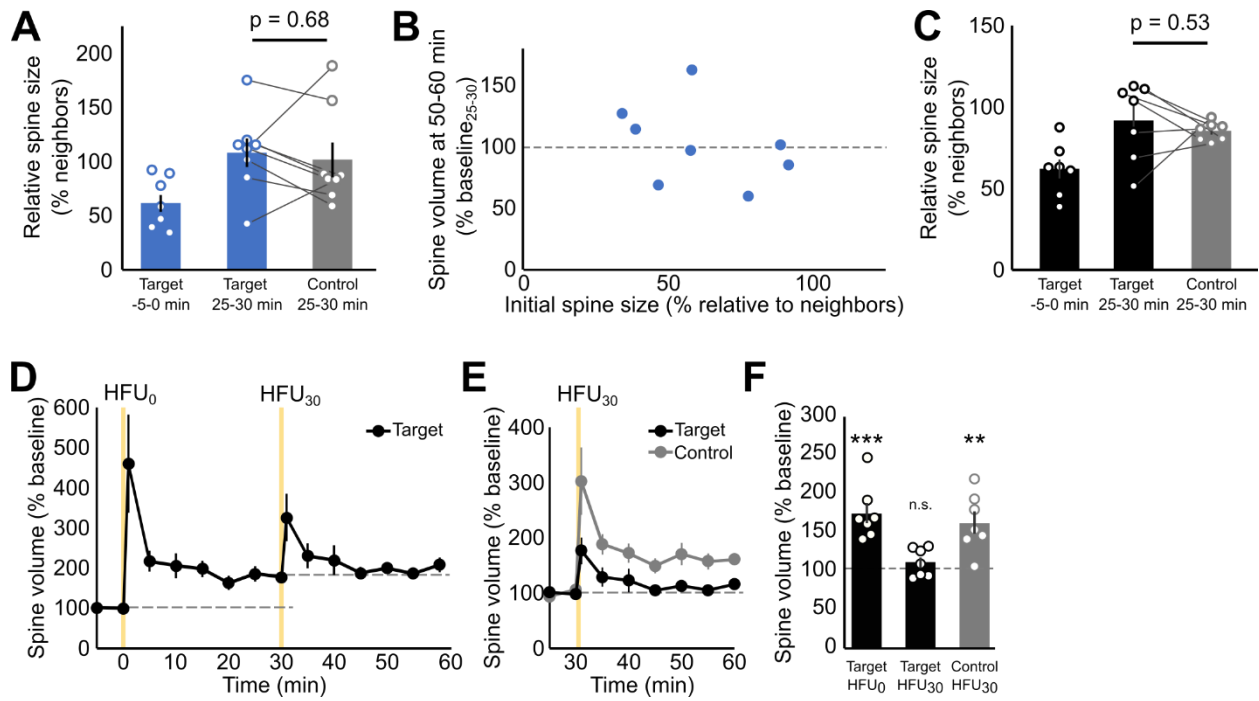 A
p = 0.68
Relative spine size
(% neighbors)
200
150
100
50
0
Target
-5-0 min
Target
25-30 min
Control
25-30 min
B
Spine volume at 50-60 min
(% baseline25-30)
150
100
50
0
0
50
100
Initial spine size (% relative to neighbors)
C
p = 0.53
Relative spine size
(% neighbors)
150
100
50
0
Target
-5-0 min
Target
25-30 min
Control
25-30 min
D
HFU0
HFU30
Target
Spine volume (% baseline)
600
500
400
300
200
100
0
0
10
20
30
40
50
60
Time (min)
E
HFU30
Target
Control
Spine volume (% baseline)
400
300
200
100
0
30
40
50
60
Time (min)
F
Spine volume (% baseline)
300
250
200
150
100
50
0
***
n.s.
**
Target
HFU0
Target
HFU30
Control
HFU30